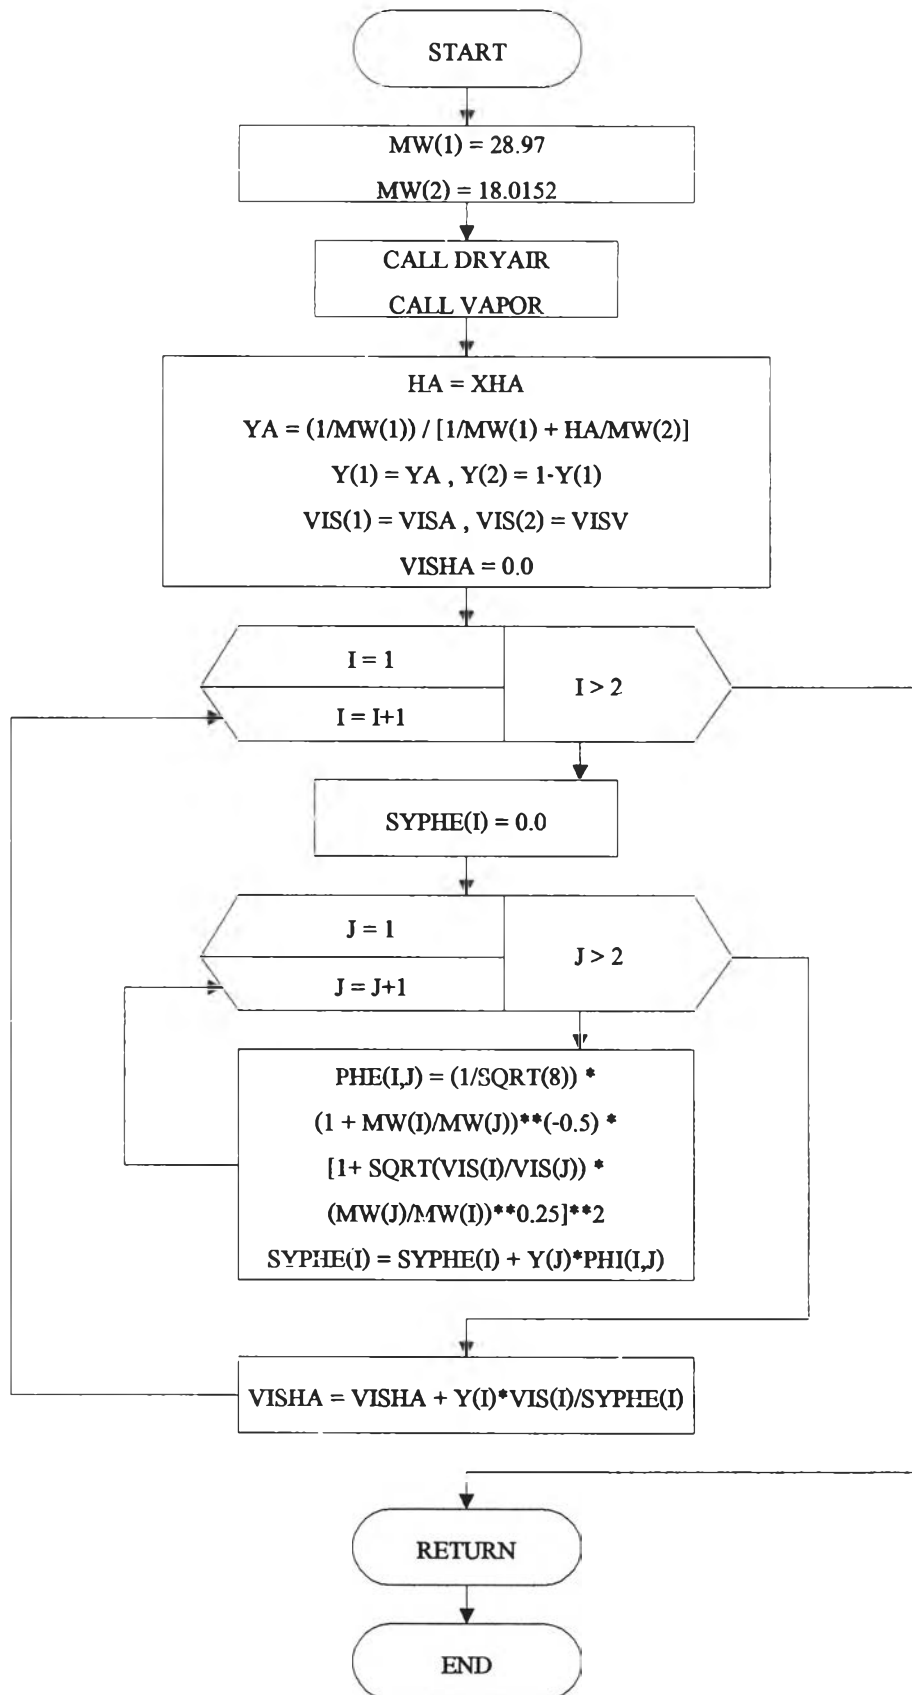 START
MW(1) = 28.97
MW(2) = 18.0152
CALL DRYAIR
CALL VAPOR
HA = XHA
YA = (1/MW(1)) / [1/MW(1) + HA/MW(2)]
Y(1) = YA , Y(2) = 1-Y(1)
VIS(1) = VISA , VIS(2) = VISV
VISHA = 0.0
I = 1
I > 2
I = I+1
SYPHE(I) = 0.0
J = 1
J > 2
J = J+1
PHE(I,J) = (1/SQRT(8)) *
(1 + MW(I)/MW(J))**(-0.5) *
[1+ SQRT(VIS(I)/VIS(J)) *
(MW(J)/MW(I))**0.25]**2
SYPHE(I) = SYPHE(I) + Y(J)*PHI(I,J)
VISHA = VISHA + Y(I)*VIS(I)/SYPHE(I)
RETURN
END